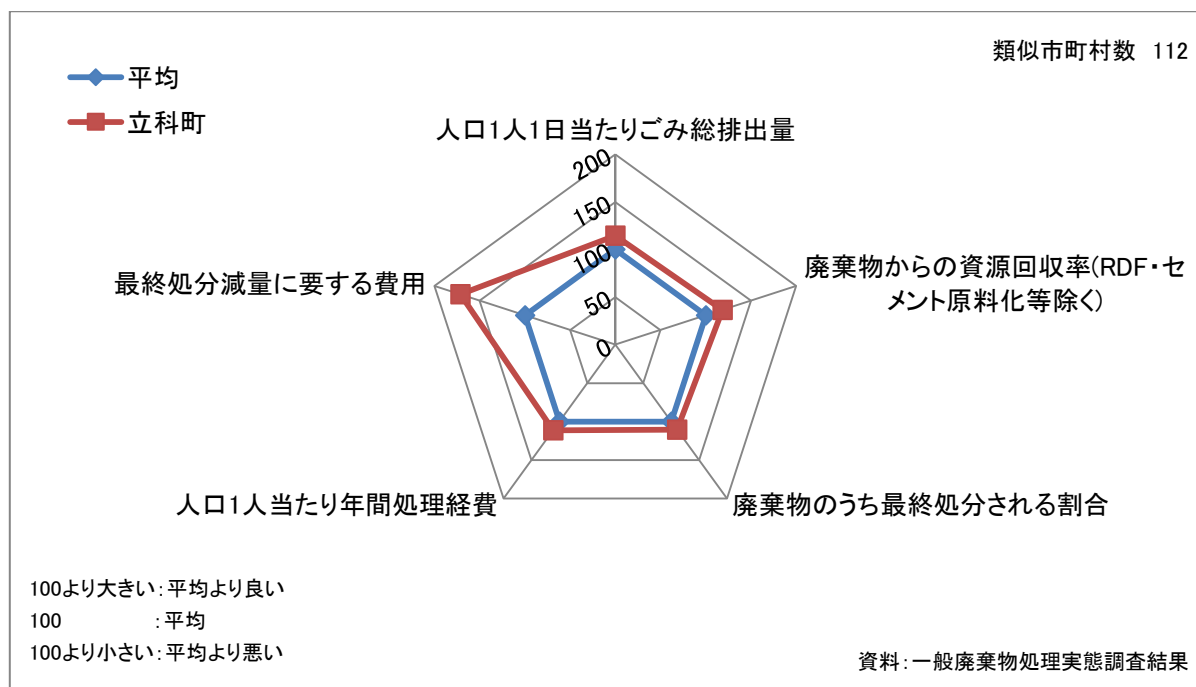 類似市町村数 112
平均
立科町
人口1人1日当たりごみ総排出量
200
150
100
50
0
廃棄物からの資源回収率(RDF・セ
メント原料化等除く)
最終処分減量に要する費用
人口1人当たり年間処理経費
廃棄物のうち最終処分される割合
100より大きい:平均より良い
100 :平均
100より小さい:平均より悪い
資料:一般廃棄物処理実態調査結果